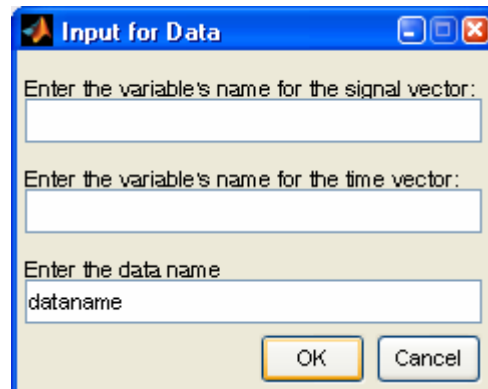 Input for Data
Enter the variable's name for the signal vector:
Enter the variable's name for the time vector:
Enter the data name
dataname
OK Cancel